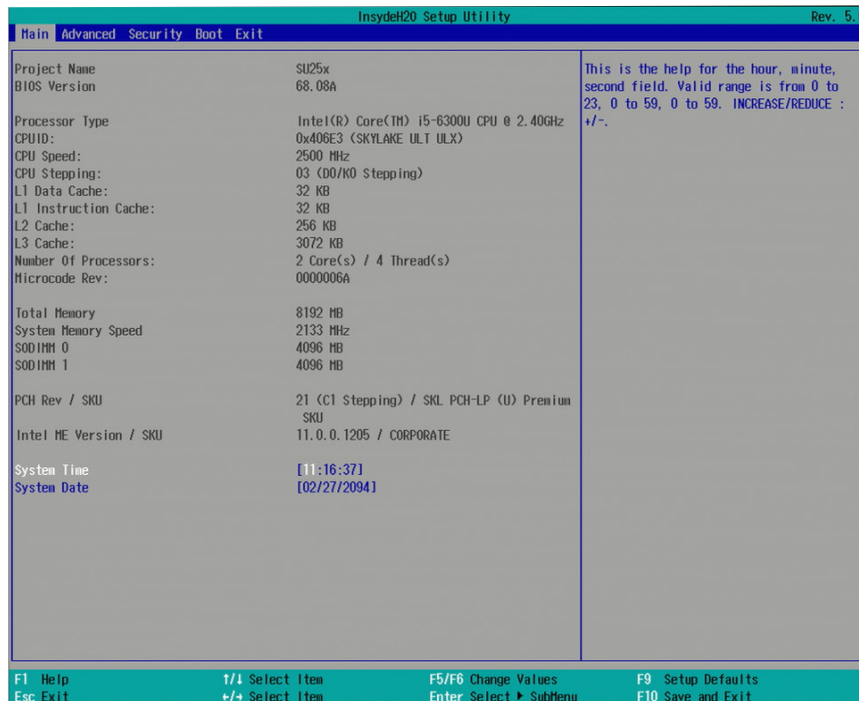 InsydeH20 Setup Utility Rev. 5.
Main Advanced Security Boot Exit
Project Name SU25x
BIOS Version 68.08A
Processor Type Intel(R) Core(TM) i5-6300U CPU @ 2.40GHz
CPUID: 0x406E3 (SKYLAKE ULT ULX)
CPU Speed: 2500 MHz
CPU Stepping: 03 (D0/K0 Stepping)
L1 Data Cache: 32 KB
L1 Instruction Cache: 32 KB
L2 Cache: 256 KB
L3 Cache: 3072 KB
Number Of Processors: 2 Core(s) / 4 Thread(s)
Microcode Rev: 0000006A
Total Memory 8192 MB
System Memory Speed 2133 MHz
SODIMM 0 4096 MB
SODIMM 1 4096 MB
PCH Rev / SKU 21 (C1 Stepping) / SKL PCH-LP (U) Premium
SKU
Intel ME Version / SKU 11.0.0.1205 / CORPORATE
System Time [11:16:37]
System Date [02/27/2094]
This is the help for the hour, minute,
second field. Valid range is from 0 to
23, 0 to 59, 0 to 59. INCREASE/REDUCE :
+/-.
F1 Help ↑/↓ Select Item F5/F6 Change Values F9 Setup Defaults
Esc Exit ←/→ Select Item Enter Select ▶ SubMenu F10 Save and Exit